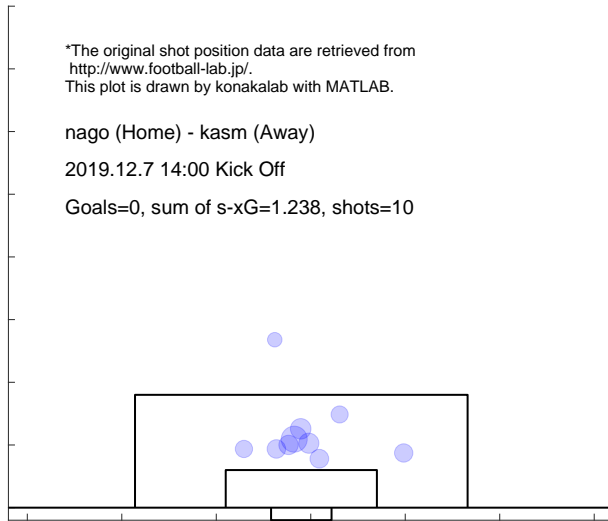 *The original shot position data are retrieved from
http://www.football-lab.jp/.
This plot is drawn by konakalab with MATLAB.
nago (Home) - kasm (Away)
2019.12.7 14:00 Kick Off
Goals=0, sum of s-xG=1.238, shots=10